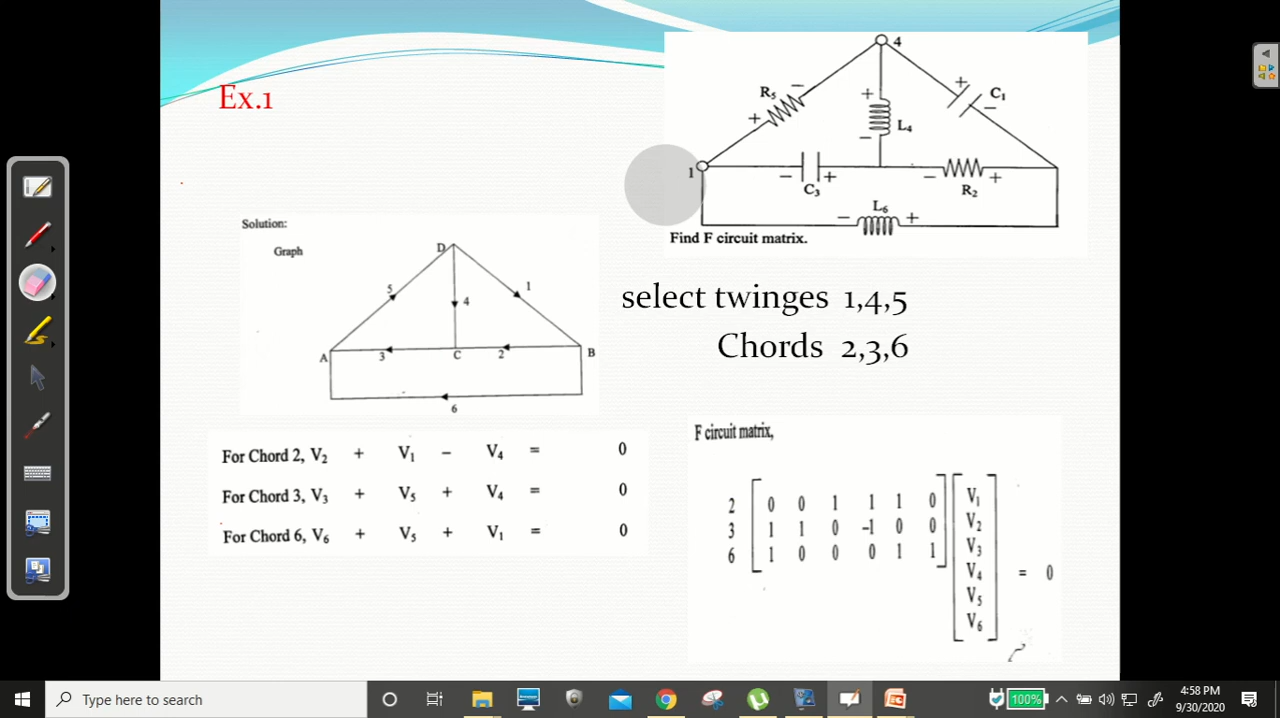 Ex.1
4
R5
+ −
+ C1 −
+ L4 −
1
− C3 +
− R2 +
− L6 +
Find F circuit matrix.
Solution:
Graph
D
5
1
4
A 3 C 2 B
6
select twinges 1,4,5
Chords 2,3,6
For Chord 2, V2 + V1 − V4 = 0
For Chord 3, V3 + V5 + V4 = 0
For Chord 6, V6 + V5 + V1 = 0
F circuit matrix,
2 0 0 1 1 1 0 V1
3 1 1 0 -1 0 0 V2
6 1 0 0 0 1 1 V3
V4 = 0
V5
V6
Type here to search
100%
4:58 PM
9/30/2020